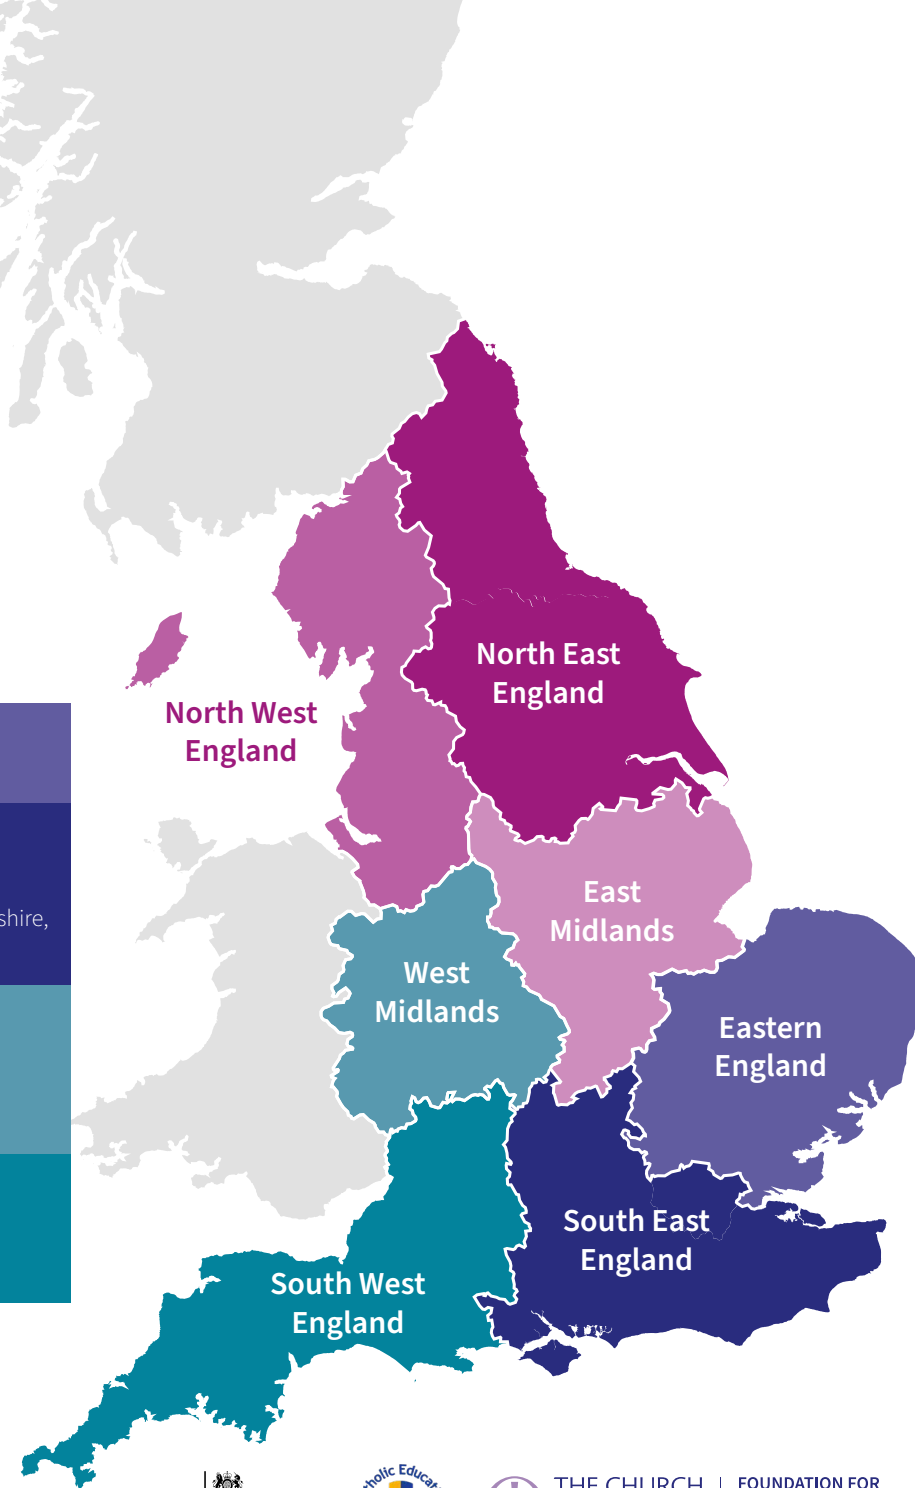 North East
England
North West
England
shire,
East
Midlands
West
Midlands
Eastern
England
South East
England
South West
England
THE CHURCH
FOUNDATION FOR